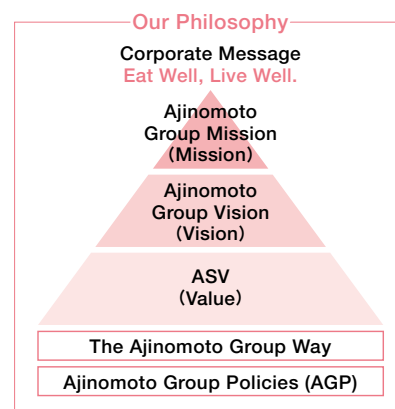 Our Philosophy
Corporate Message
Eat Well, Live Well.
Ajinomoto
Group Mission
(Mission)
Ajinomoto
Group Vision
(Vision)
ASV
(Value)
The Ajinomoto Group Way
Ajinomoto Group Policies (AGP)